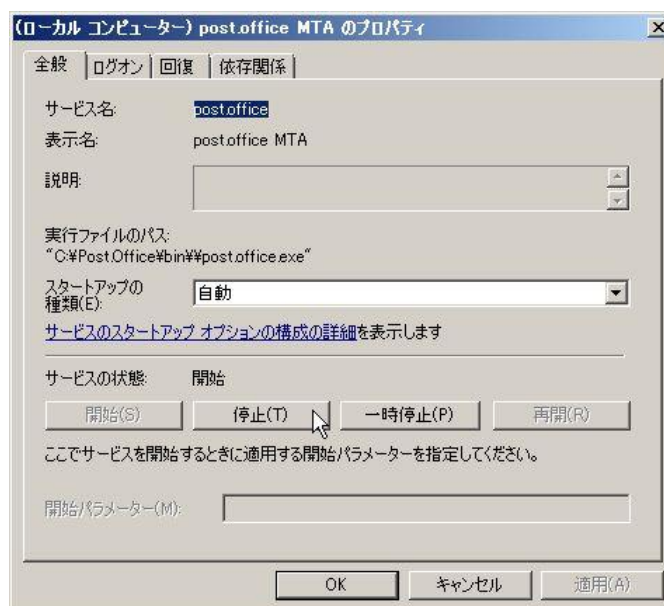 (ローカル コンピューター) post.office MTA のプロパティ
全般 ログオン 回復 依存関係
サービス名: post.office
表示名: post.office MTA
説明:
実行ファイルのパス:
"C:¥Post.Office¥bin¥¥post.office.exe"
スタートアップの
種類(E): 自動
サービスのスタートアップ オプションの構成の詳細を表示します
サービスの状態: 開始
開始(S) 停止(T) 一時停止(P) 再開(R)
ここでサービスを開始するときに適用する開始パラメーターを指定してください。
開始パラメーター(M):
OK キャンセル 適用(A)